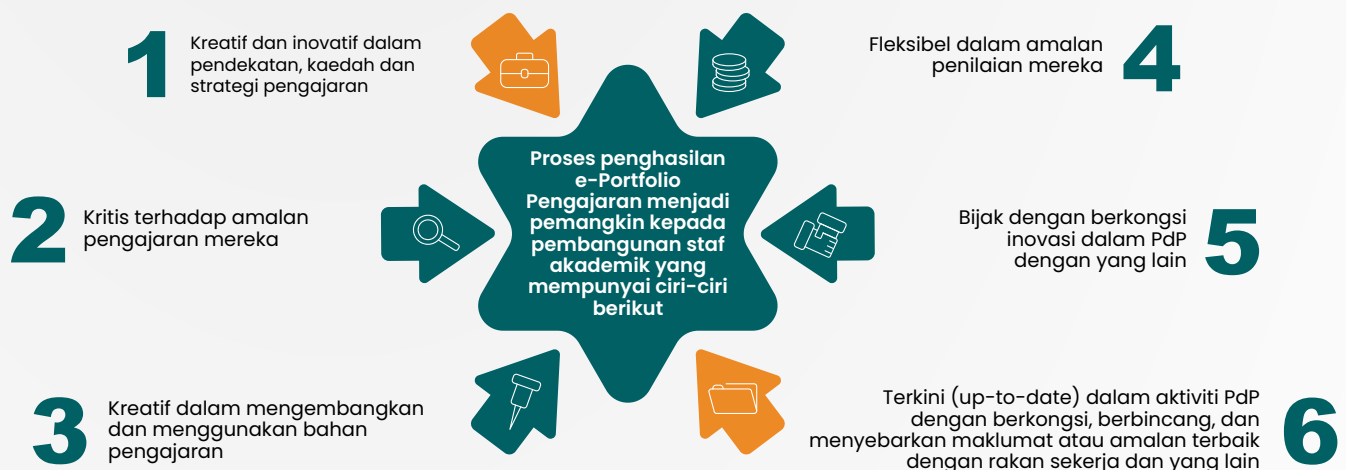 1
Kreatif dan inovatif dalam
pendekatan, kaedah dan
strategi pengajaran
2
Kritis terhadap amalan
pengajaran mereka
3
Kreatif dalam mengembangkan
dan menggunakan bahan
pengajaran
Proses penghasilan
e-Portfolio
Pengajaran menjadi
pemangkin kepada
pembangunan staf
akademik yang
mempunyai ciri-ciri
berikut
Fleksibel dalam amalan
penilaian mereka
4
Bijak dengan berkongsi
inovasi dalam PdP
dengan yang lain
5
Terkini (up-to-date) dalam aktiviti PdP
dengan berkongsi, berbincang, dan
menyebarkan maklumat atau amalan terbaik
dengan rakan sekerja dan yang lain
6